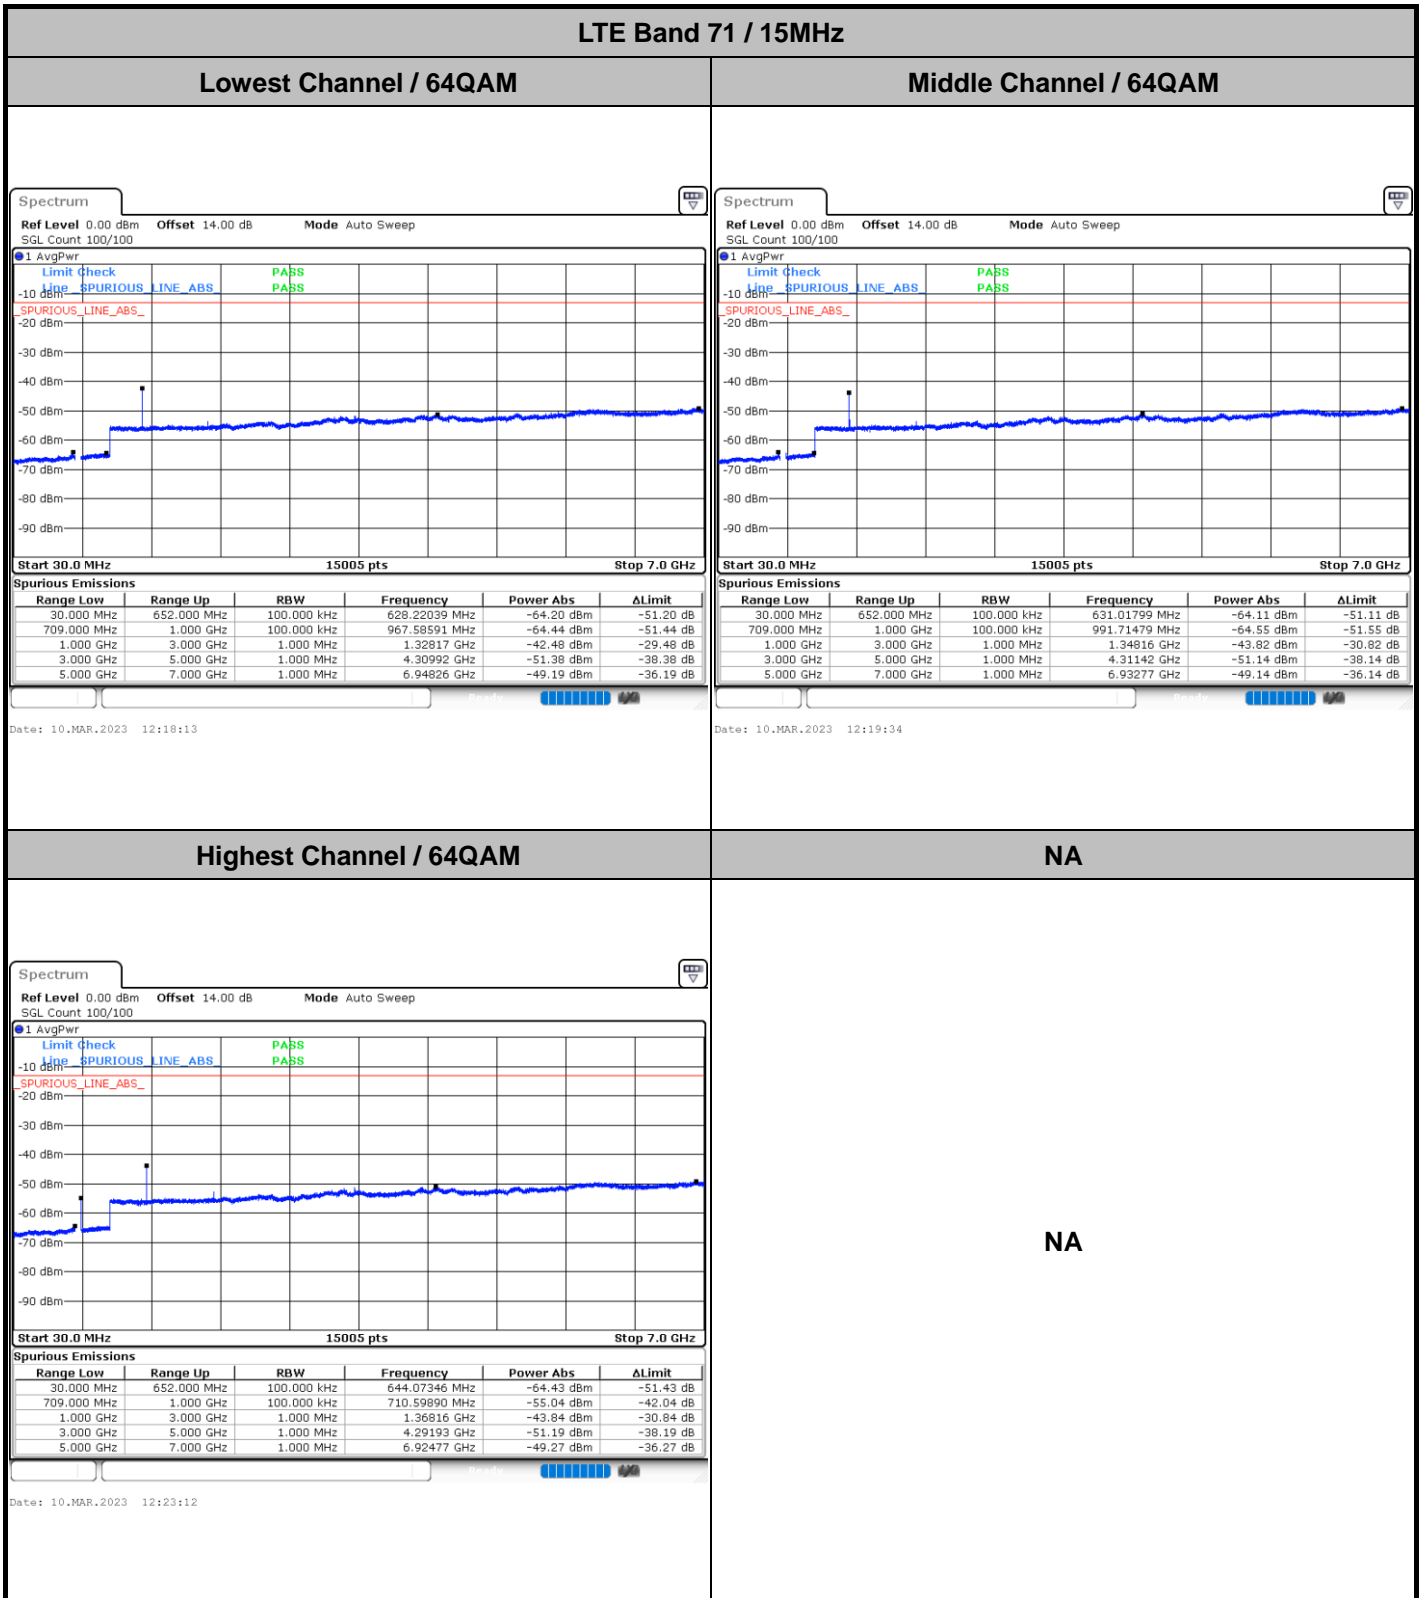 LTE Band 71 / 15MHz
Lowest Channel / 64QAM
Middle Channel / 64QAM
Spectrum
Ref Level 0.00 dBm Offset 14.00 dB Mode Auto Sweep
SGL Count 100/100
1 AvgPwr
Limit Check PASS
Line _SPURIOUS_LINE_ABS_ PASS
-10 dBm
_SPURIOUS_LINE_ABS_
-20 dBm
-30 dBm
-40 dBm
-50 dBm
-60 dBm
-70 dBm
-80 dBm
-90 dBm
Start 30.0 MHz 15005 pts Stop 7.0 GHz
Spurious Emissions
Range Low Range Up RBW Frequency Power Abs ΔLimit
30.000 MHz 652.000 MHz 100.000 kHz 628.22039 MHz -64.20 dBm -51.20 dB
709.000 MHz 1.000 GHz 100.000 kHz 967.58591 MHz -64.44 dBm -51.44 dB
1.000 GHz 3.000 GHz 1.000 MHz 1.32817 GHz -42.48 dBm -29.48 dB
3.000 GHz 5.000 GHz 1.000 MHz 4.30992 GHz -51.38 dBm -38.38 dB
5.000 GHz 7.000 GHz 1.000 MHz 6.94826 GHz -49.19 dBm -36.19 dB
Ready
Date: 10.MAR.2023 12:18:13
Spectrum
Ref Level 0.00 dBm Offset 14.00 dB Mode Auto Sweep
SGL Count 100/100
1 AvgPwr
Limit Check PASS
Line _SPURIOUS_LINE_ABS_ PASS
-10 dBm
_SPURIOUS_LINE_ABS_
-20 dBm
-30 dBm
-40 dBm
-50 dBm
-60 dBm
-70 dBm
-80 dBm
-90 dBm
Start 30.0 MHz 15005 pts Stop 7.0 GHz
Spurious Emissions
Range Low Range Up RBW Frequency Power Abs ΔLimit
30.000 MHz 652.000 MHz 100.000 kHz 631.01799 MHz -64.11 dBm -51.11 dB
709.000 MHz 1.000 GHz 100.000 kHz 991.71479 MHz -64.55 dBm -51.55 dB
1.000 GHz 3.000 GHz 1.000 MHz 1.34816 GHz -43.82 dBm -30.82 dB
3.000 GHz 5.000 GHz 1.000 MHz 4.31142 GHz -51.14 dBm -38.14 dB
5.000 GHz 7.000 GHz 1.000 MHz 6.93277 GHz -49.14 dBm -36.14 dB
Ready
Date: 10.MAR.2023 12:19:34
Highest Channel / 64QAM
NA
Spectrum
Ref Level 0.00 dBm Offset 14.00 dB Mode Auto Sweep
SGL Count 100/100
1 AvgPwr
Limit Check PASS
Line _SPURIOUS_LINE_ABS_ PASS
-10 dBm
_SPURIOUS_LINE_ABS_
-20 dBm
-30 dBm
-40 dBm
-50 dBm
-60 dBm
-70 dBm
-80 dBm
-90 dBm
Start 30.0 MHz 15005 pts Stop 7.0 GHz
Spurious Emissions
Range Low Range Up RBW Frequency Power Abs ΔLimit
30.000 MHz 652.000 MHz 100.000 kHz 644.07346 MHz -64.43 dBm -51.43 dB
709.000 MHz 1.000 GHz 100.000 kHz 710.59890 MHz -55.04 dBm -42.04 dB
1.000 GHz 3.000 GHz 1.000 MHz 1.36816 GHz -43.84 dBm -30.84 dB
3.000 GHz 5.000 GHz 1.000 MHz 4.29193 GHz -51.19 dBm -38.19 dB
5.000 GHz 7.000 GHz 1.000 MHz 6.92477 GHz -49.27 dBm -36.27 dB
Ready
Date: 10.MAR.2023 12:23:12
NA